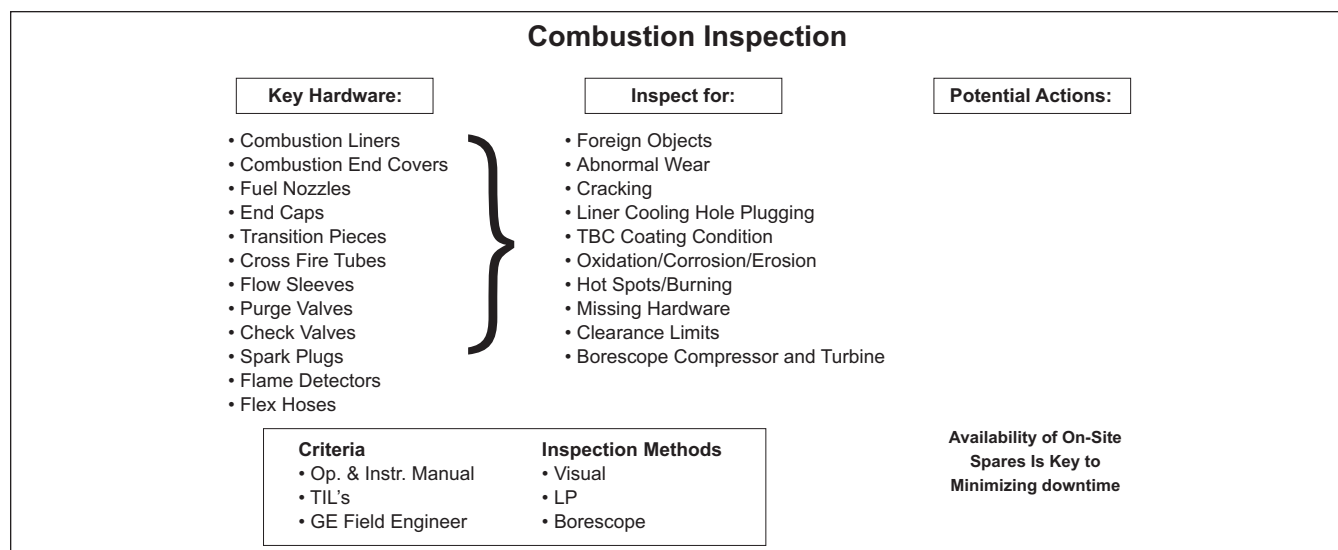 Combustion Inspection
Key Hardware:
• Combustion Liners
• Combustion End Covers
• Fuel Nozzles
• End Caps
• Transition Pieces
• Cross Fire Tubes
• Flow Sleeves
• Purge Valves
• Check Valves
• Spark Plugs
• Flame Detectors
• Flex Hoses
Inspect for:
• Foreign Objects
• Abnormal Wear
• Cracking
• Liner Cooling Hole Plugging
• TBC Coating Condition
• Oxidation/Corrosion/Erosion
• Hot Spots/Burning
• Missing Hardware
• Clearance Limits
• Borescope Compressor and Turbine
Potential Actions:
Criteria
• Op. & Instr. Manual
• TIL's
• GE Field Engineer
Inspection Methods
• Visual
• LP
• Borescope
Availability of On-Site
Spares Is Key to
Minimizing downtime